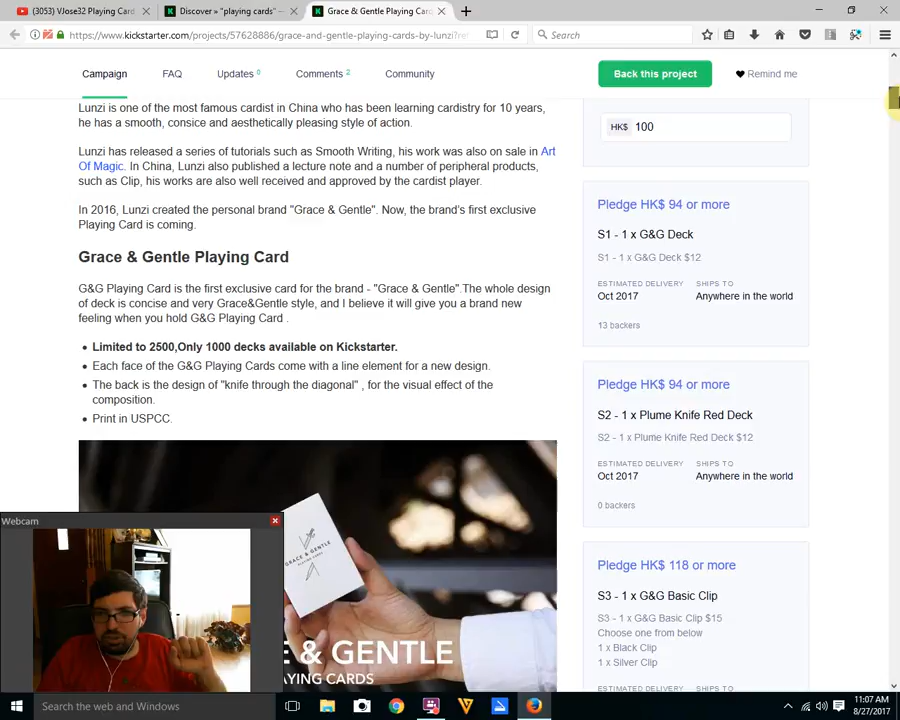 (3053) VJose32 Playing Card
Discover » "playing cards" —
Grace & Gentle Playing Car
https://www.kickstarter.com/projects/57628886/grace-and-gentle-playing-cards-by-lunzi?re
Search
Campaign
FAQ
Updates 0
Comments 2
Community
Back this project
Remind me
Lunzi is one of the most famous cardist in China who has been learning cardistry for 10 years,
he has a smooth, consice and aesthetically pleasing style of action.
Lunzi has released a series of tutorials such as Smooth Writing, his work was also on sale in Art
Of Magic. In China, Lunzi also published a lecture note and a number of peripheral products,
such as Clip, his works are also well received and approved by the cardist player.
In 2016, Lunzi created the personal brand "Grace & Gentle". Now, the brand's first exclusive
Playing Card is coming.
Grace & Gentle Playing Card
G&G Playing Card is the first exclusive card for the brand - "Grace & Gentle".The whole design
of deck is concise and very Grace&Gentle style, and I believe it will give you a brand new
feeling when you hold G&G Playing Card .
Limited to 2500,Only 1000 decks available on Kickstarter.
Each face of the G&G Playing Cards come with a line element for a new design.
The back is the design of "knife through the diagonal" , for the visual effect of the
composition.
Print in USPCC.
GRACE & GENTLE
PLAYING CARDS
E & GENTLE
PLAYING CARDS
HK$ 100
Pledge HK$ 94 or more
S1 - 1 x G&G Deck
S1 - 1 x G&G Deck $12
ESTIMATED DELIVERY
SHIPS TO
Oct 2017
Anywhere in the world
13 backers
Pledge HK$ 94 or more
S2 - 1 x Plume Knife Red Deck
S2 - 1 x Plume Knife Red Deck $12
ESTIMATED DELIVERY
SHIPS TO
Oct 2017
Anywhere in the world
0 backers
Pledge HK$ 118 or more
S3 - 1 x G&G Basic Clip
S3 - 1 x G&G Basic Clip $15
Choose one from below
1 x Black Clip
1 x Silver Clip
ESTIMATED DELIVERY
SHIPS TO
Webcam
Search the web and Windows
11:07 AM
8/27/2017